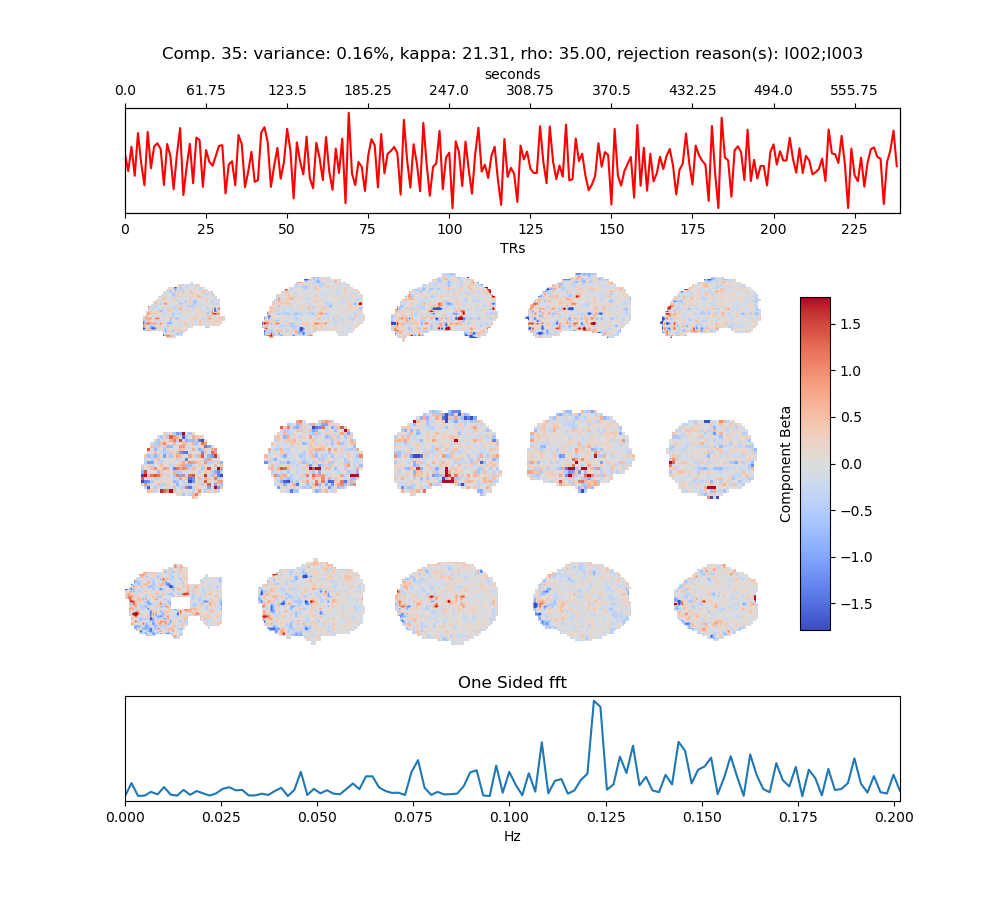 Comp. 35: variance: 0.16%, kappa: 21.31, rho: 35.00, rejection reason(s): I002;I003
seconds
0.0 61.75 123.5 185.25 247.0 308.75 370.5 432.25 494.0 555.75
0 25 50 75 100 125 150 175 200 225
TRs
1.5
1.0
0.5
0.0
−0.5
−1.0
−1.5
Component Beta
One Sided fft
0.000 0.025 0.050 0.075 0.100 0.125 0.150 0.175 0.200
Hz